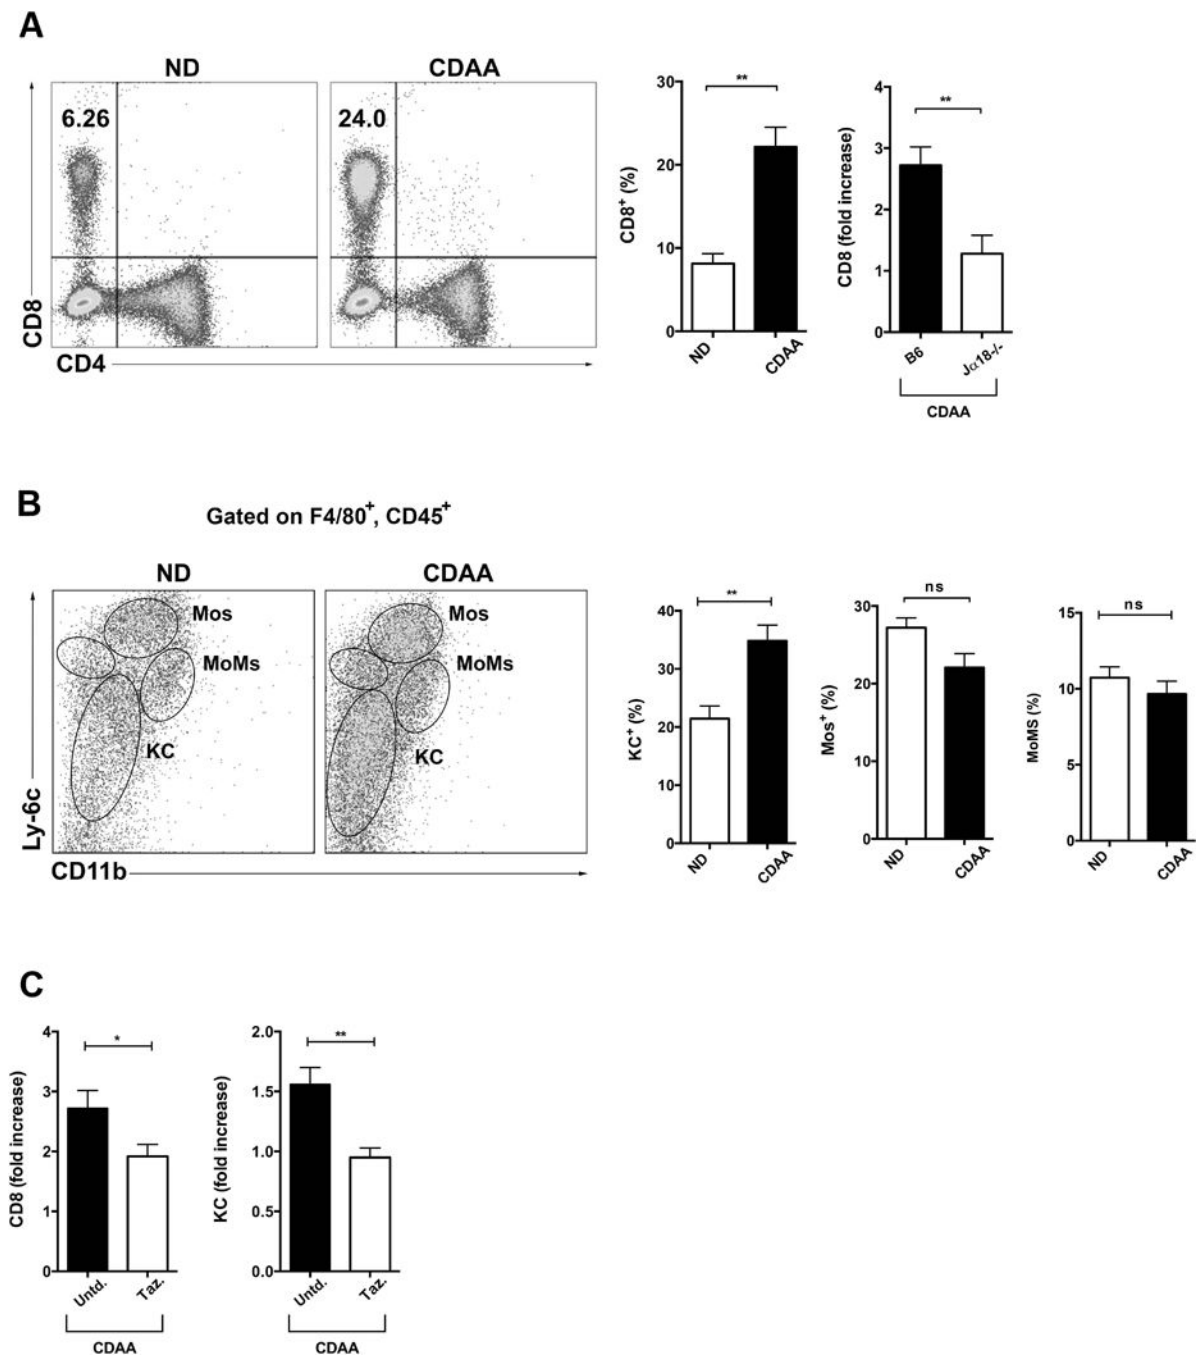 A
ND
CDAA
6.26
24.0
CD8
CD4
30
20
10
0
CD8+ (%)
**
ND
CDAA
4
3
2
1
0
CD8 (fold increase)
**
B6
Jα18-/-
CDAA
B
Gated on F4/80+, CD45+
ND
CDAA
Mos
MoMs
KC
Mos
MoMs
KC
Ly-6c
CD11b
40
30
20
10
0
KC+ (%)
**
ND
CDAA
30
20
10
0
Mos+ (%)
ns
ND
CDAA
15
10
5
0
MoMS (%)
ns
ND
CDAA
C
4
3
2
1
0
CD8 (fold increase)
*
Untd.
Taz.
CDAA
2.0
1.5
1.0
0.5
0.0
KC (fold increase)
**
Untd.
Taz.
CDAA